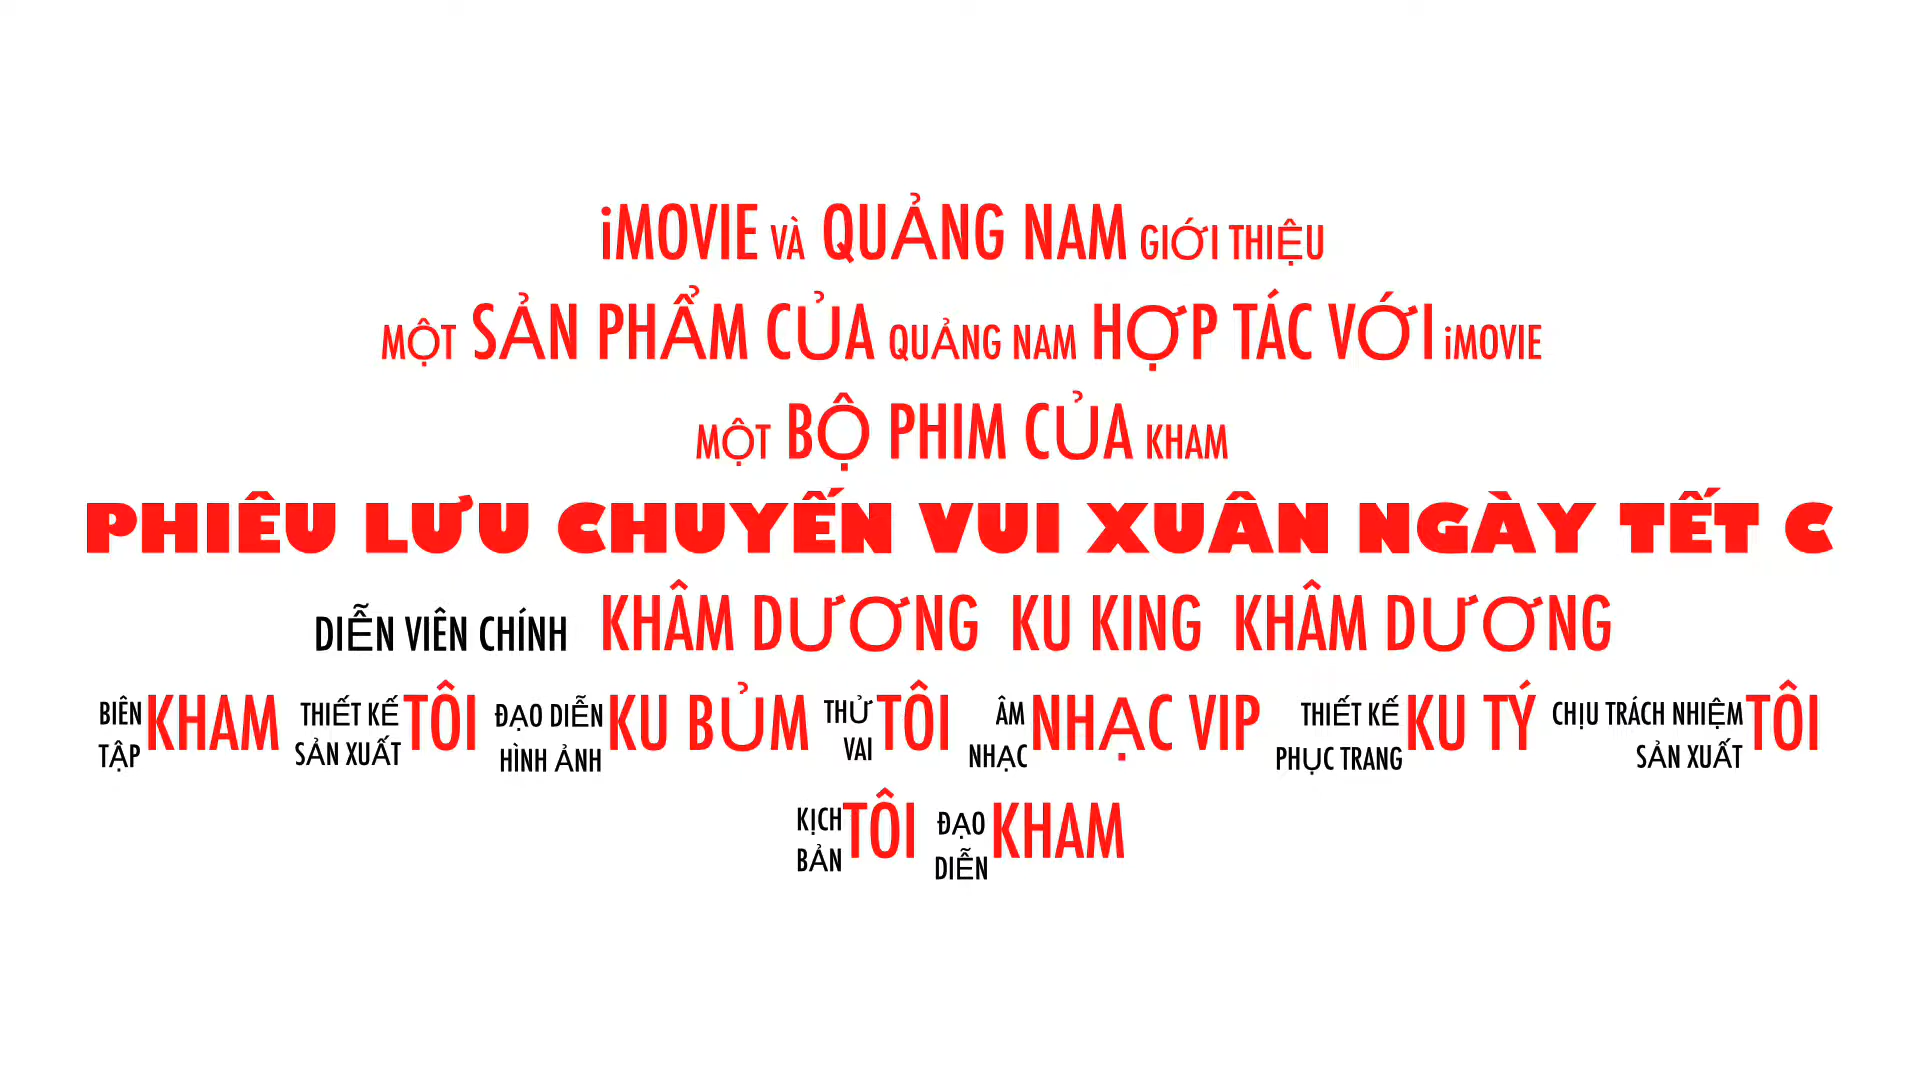 iMOVIE VÀ QUẢNG NAM GIỚI THIỆU
MỘT SẢN PHẨM CỦA QUẢNG NAM HỢP TÁC VỚI iMOVIE
MỘT BỘ PHIM CỦA KHAM
PHIÊU LƯU CHUYẾN VUI XUÂN NGÀY TẾT C
DIỄN VIÊN CHÍNH KHÂM DƯƠNG KU KING KHÂM DƯƠNG
BIÊN TẬP KHAM THIẾT KẾ SẢN XUẤT TÔI ĐẠO DIỄN HÌNH ẢNH KU BỦM THỬ VAI TÔI ÂM NHẠC NHẠC VIP THIẾT KẾ PHỤC TRANG KU TÝ CHỊU TRÁCH NHIỆM SẢN XUẤT TÔI
KỊCH BẢN TÔI ĐẠO DIỄN KHAM